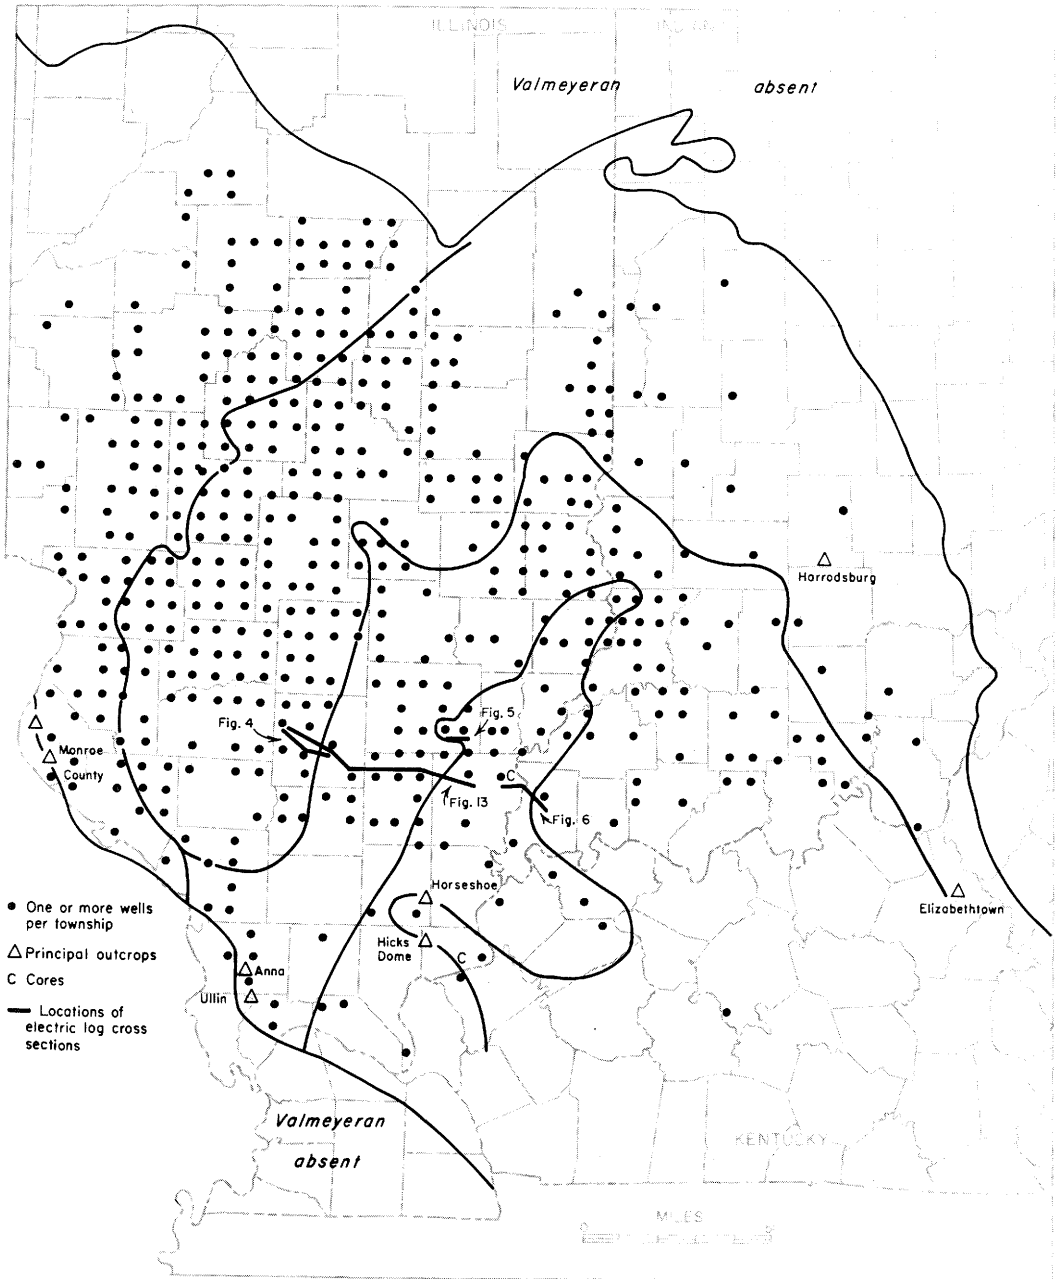 ILLINOIS
Valmeyeran absent
Harrodsburg
Fig. 4
Fig. 5
Monroe
County
C
Fig. 13
Fig. 6
Horseshoe
Elizabethtown
Hicks
Dome
C
Anna
Ullin
● One or more wells
per township
△ Principal outcrops
C Cores
━ Locations of
electric log cross
sections
Valmeyeran
absent
KENTUCKY
MILES